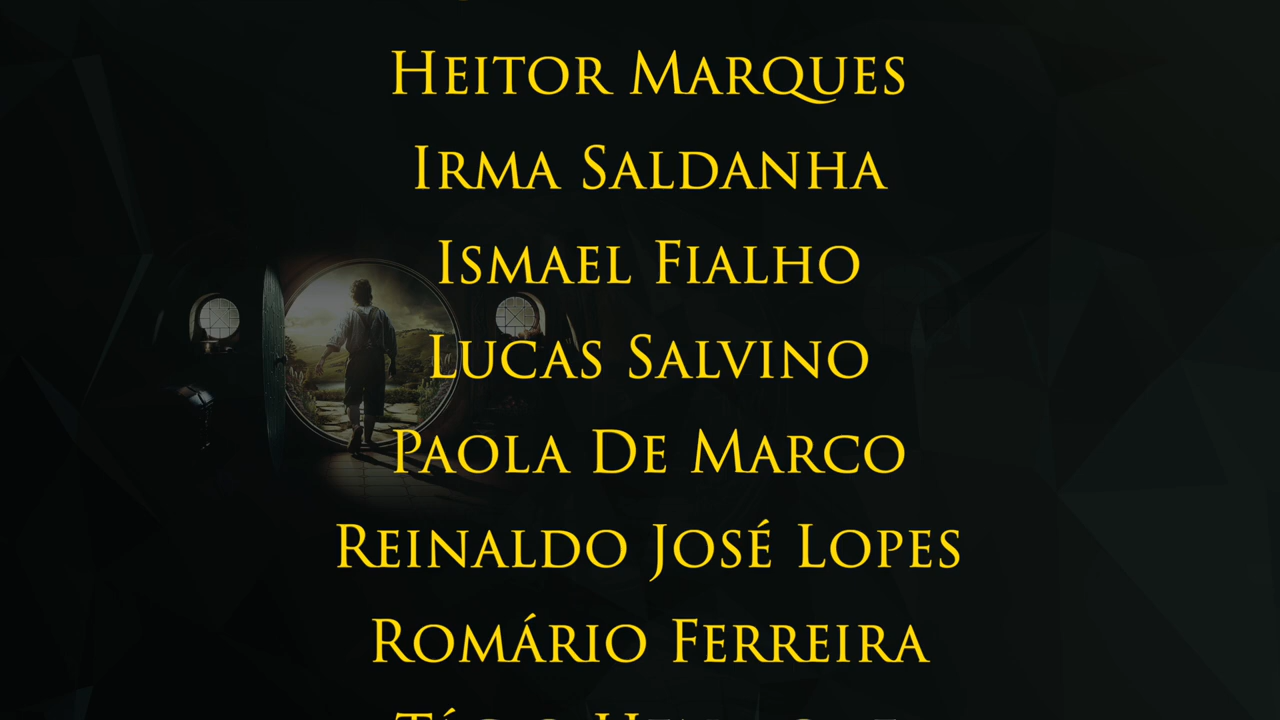 Heitor Marques
Irma Saldanha
Ismael Fialho
Lucas Salvino
Paola De Marco
Reinaldo José Lopes
Romário Ferreira